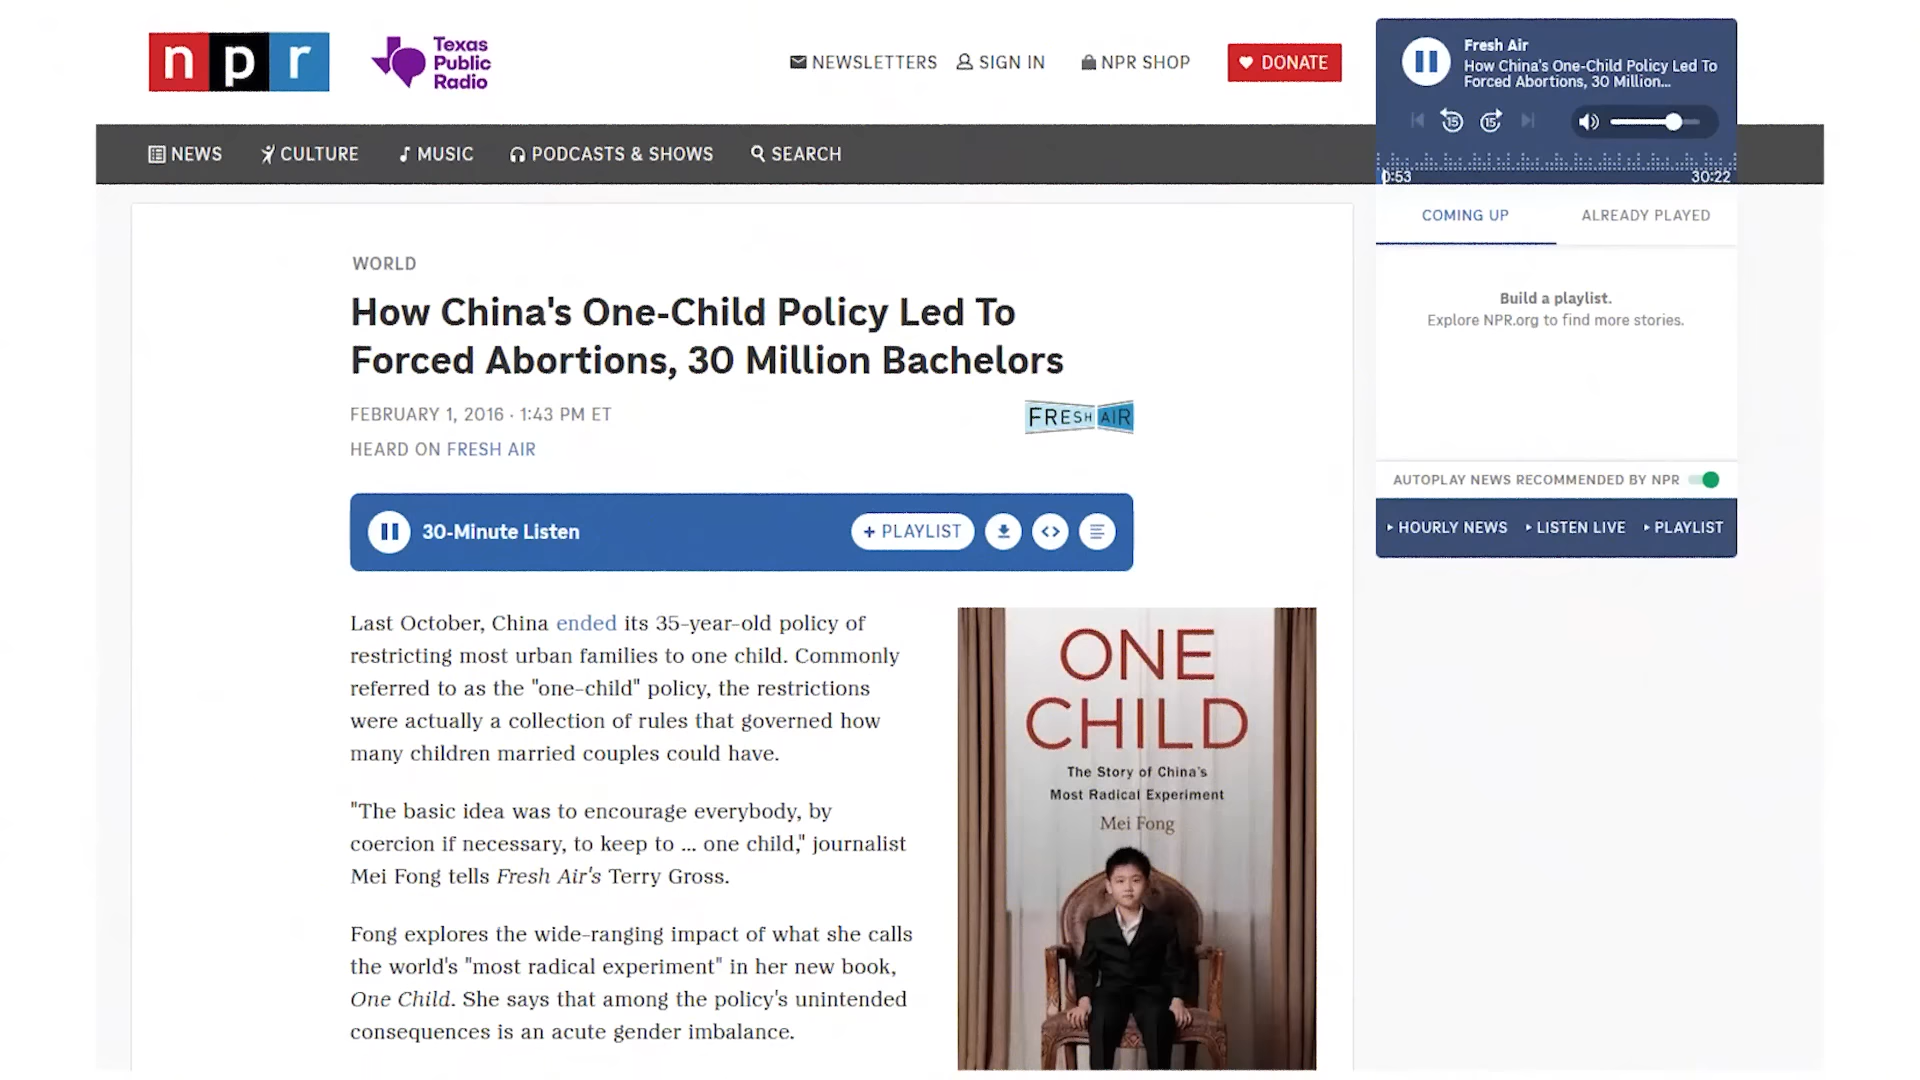 npr
Texas
Public
Radio
NEWSLETTERS
SIGN IN
NPR SHOP
DONATE
Fresh Air
How China's One-Child Policy Led To
Forced Abortions, 30 Million...
15
15
0:53
30:22
NEWS
CULTURE
MUSIC
PODCASTS & SHOWS
SEARCH
COMING UP
ALREADY PLAYED
Build a playlist.
Explore NPR.org to find more stories.
AUTOPLAY NEWS RECOMMENDED BY NPR
HOURLY NEWS
LISTEN LIVE
PLAYLIST
WORLD
How China's One-Child Policy Led To
Forced Abortions, 30 Million Bachelors
FEBRUARY 1, 2016 · 1:43 PM ET
HEARD ON FRESH AIR
FRESH AIR
30-Minute Listen
+ PLAYLIST
Last October, China ended its 35-year-old policy of
restricting most urban families to one child. Commonly
referred to as the "one-child" policy, the restrictions
were actually a collection of rules that governed how
many children married couples could have.
"The basic idea was to encourage everybody, by
coercion if necessary, to keep to ... one child," journalist
Mei Fong tells Fresh Air's Terry Gross.
Fong explores the wide-ranging impact of what she calls
the world's "most radical experiment" in her new book,
One Child. She says that among the policy's unintended
consequences is an acute gender imbalance.
ONE
CHILD
The Story of China's
Most Radical Experiment
Mei Fong